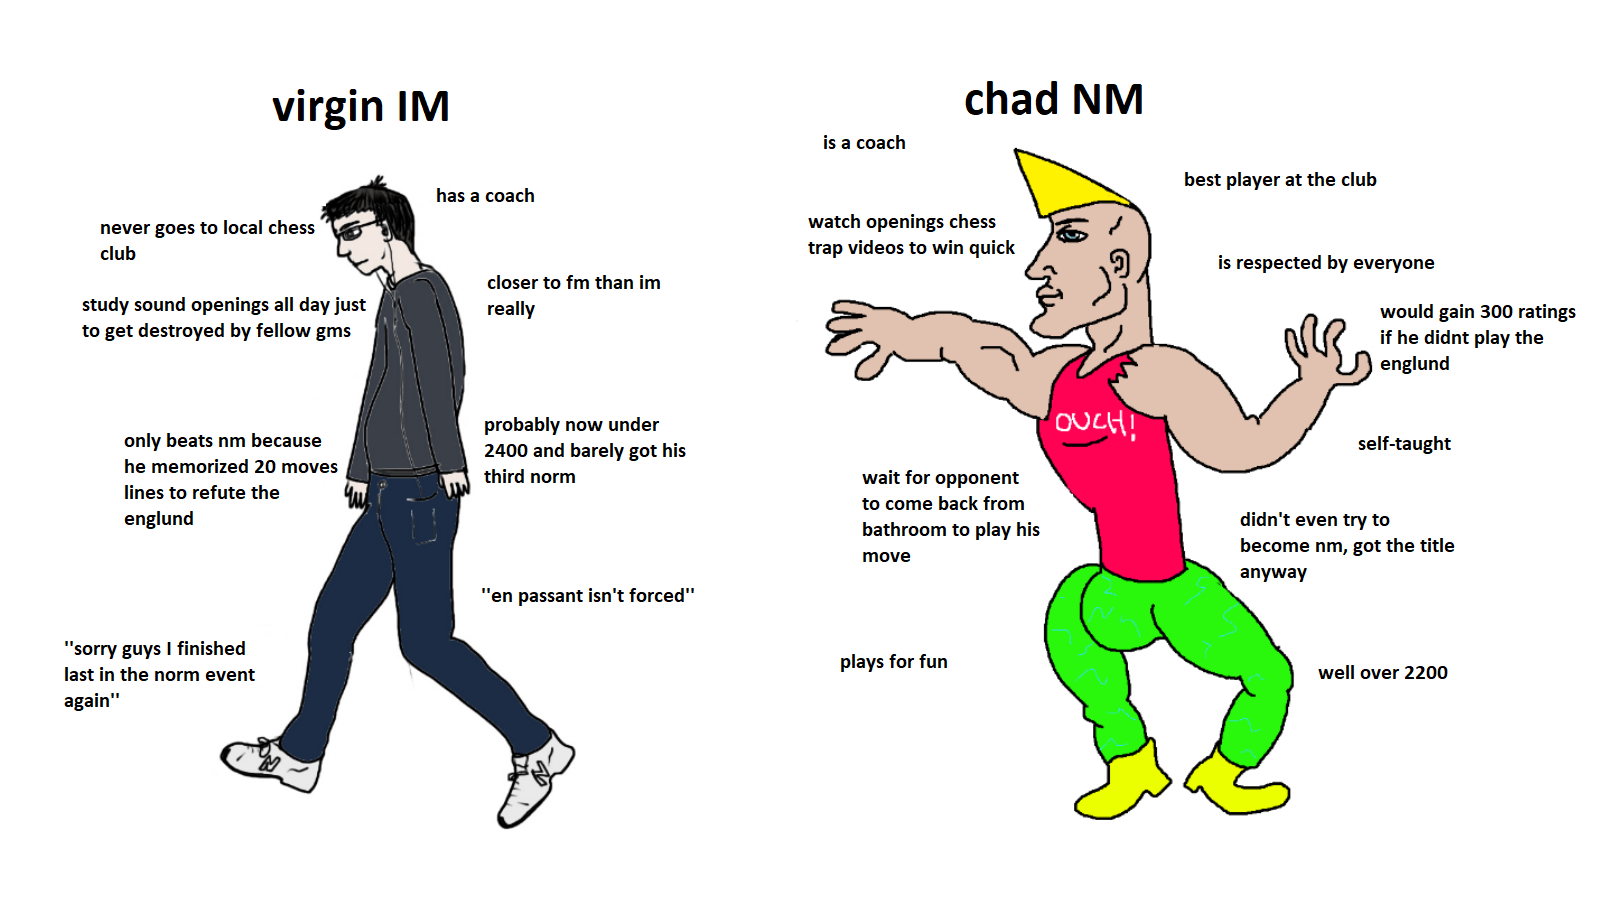 virgin IM
has a coach
never goes to local chess
club
closer to fm than im
really
study sound openings all day just
to get destroyed by fellow gms
probably now under
2400 and barely got his
third norm
only beats nm because
he memorized 20 moves
lines to refute the
englund
"en passant isn't forced"
"sorry guys I finished
last in the norm event
again"
chad NM
is a coach
best player at the club
watch openings chess
trap videos to win quick
is respected by everyone
would gain 300 ratings
if he didnt play the
englund
OUCH!
self-taught
wait for opponent
to come back from
bathroom to play his
move
didn't even try to
become nm, got the title
anyway
plays for fun
well over 2200